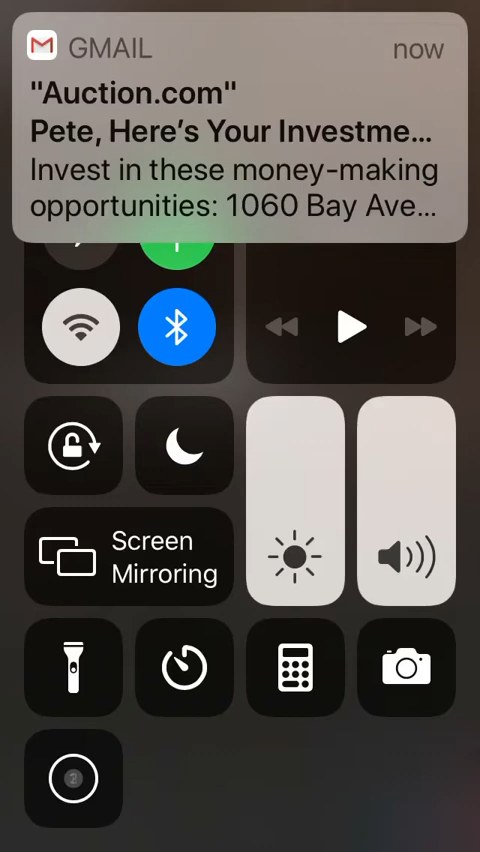 GMAIL now
"Auction.com"
Pete, Here's Your Investme...
Invest in these money-making
opportunities: 1060 Bay Ave...
Screen
Mirroring